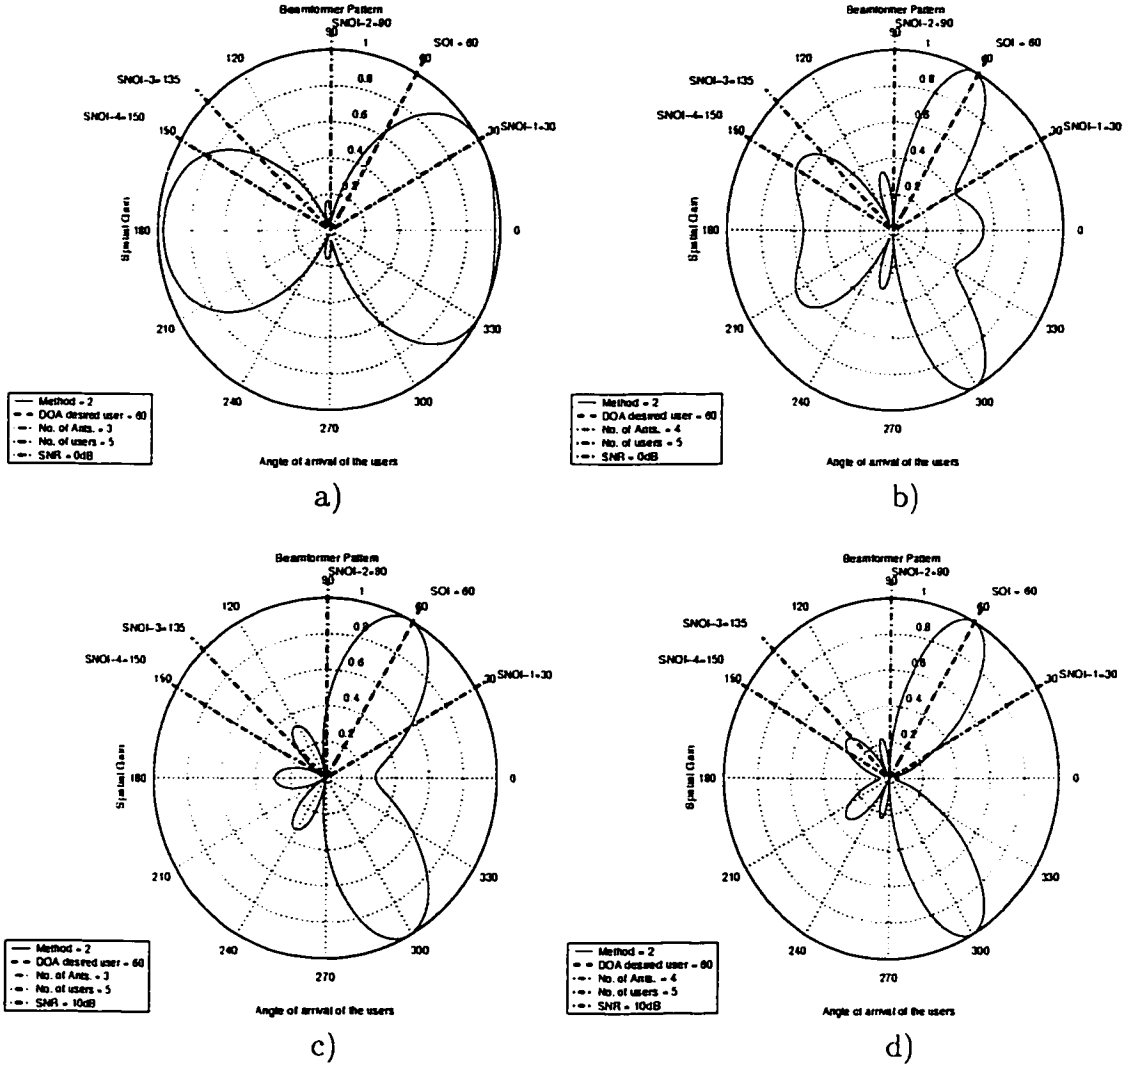 Beamformer Pattern
SNOI-2=90
90
1
SOI = 60
60
120
0.8
SNOI-3=135
0.6
SNOI-4=150
150
30
SNOI-1=30
0.4
0.2
Spatial Gain
180
0
210
330
240
300
270
Method = 2
DOA desired user = 60
No. of Ants. = 3
No. of users = 5
SNR = 0dB
Angle of arrival of the users
a)
Beamformer Pattern
SNOI-2=90
90
1
SOI = 60
60
120
0.8
SNOI-3=135
0.6
SNOI-4=150
150
30
SNOI-1=30
0.4
0.2
Spatial Gain
180
0
210
330
240
300
270
Method = 2
DOA desired user = 60
No. of Ants. = 4
No. of users = 5
SNR = 0dB
Angle of arrival of the users
b)
Beamformer Pattern
SNOI-2=90
90
1
SOI = 60
60
120
0.8
SNOI-3=135
0.6
SNOI-4=150
150
30
SNOI-1=30
0.4
0.2
Spatial Gain
180
0
210
330
240
300
270
Method = 2
DOA desired user = 60
No. of Ants. = 3
No. of users = 5
SNR = 10dB
Angle of arrival of the users
c)
Beamformer Pattern
SNOI-2=90
90
1
SOI = 60
60
120
0.8
SNOI-3=135
0.6
SNOI-4=150
150
30
SNOI-1=30
0.4
0.2
Spatial Gain
180
0
210
330
240
300
270
Method = 2
DOA desired user = 60
No. of Ants. = 4
No. of users = 5
SNR = 10dB
Angle of arrival of the users
d)